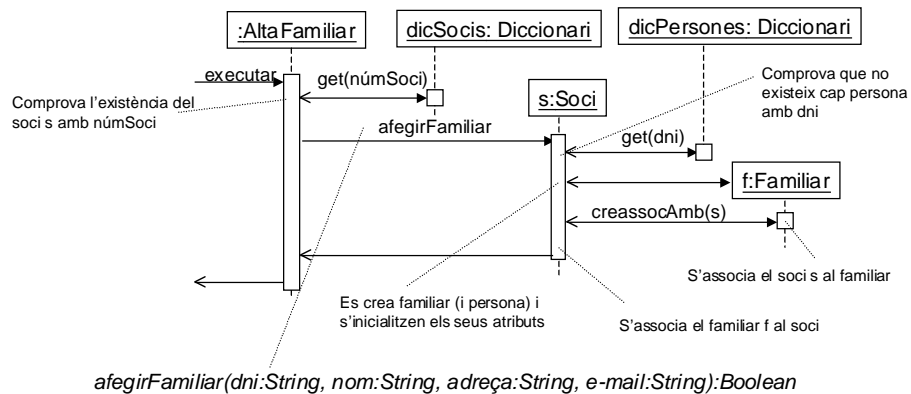 :AltaFamiliar
dicSocis: Diccionari
dicPersones: Diccionari
executar
get(númSoci)
Comprova l'existència del
soci s amb númSoci
s:Soci
Comprova que no
existeix cap persona
amb dni
afegirFamiliar
get(dni)
f:Familiar
creassocAmb(s)
S'associa el soci s al familiar
Es crea familiar (i persona) i
s'inicialitzen els seus atributs
S'associa el familiar f al soci
afegirFamiliar(dni:String, nom:String, adreça:String, e-mail:String):Boolean